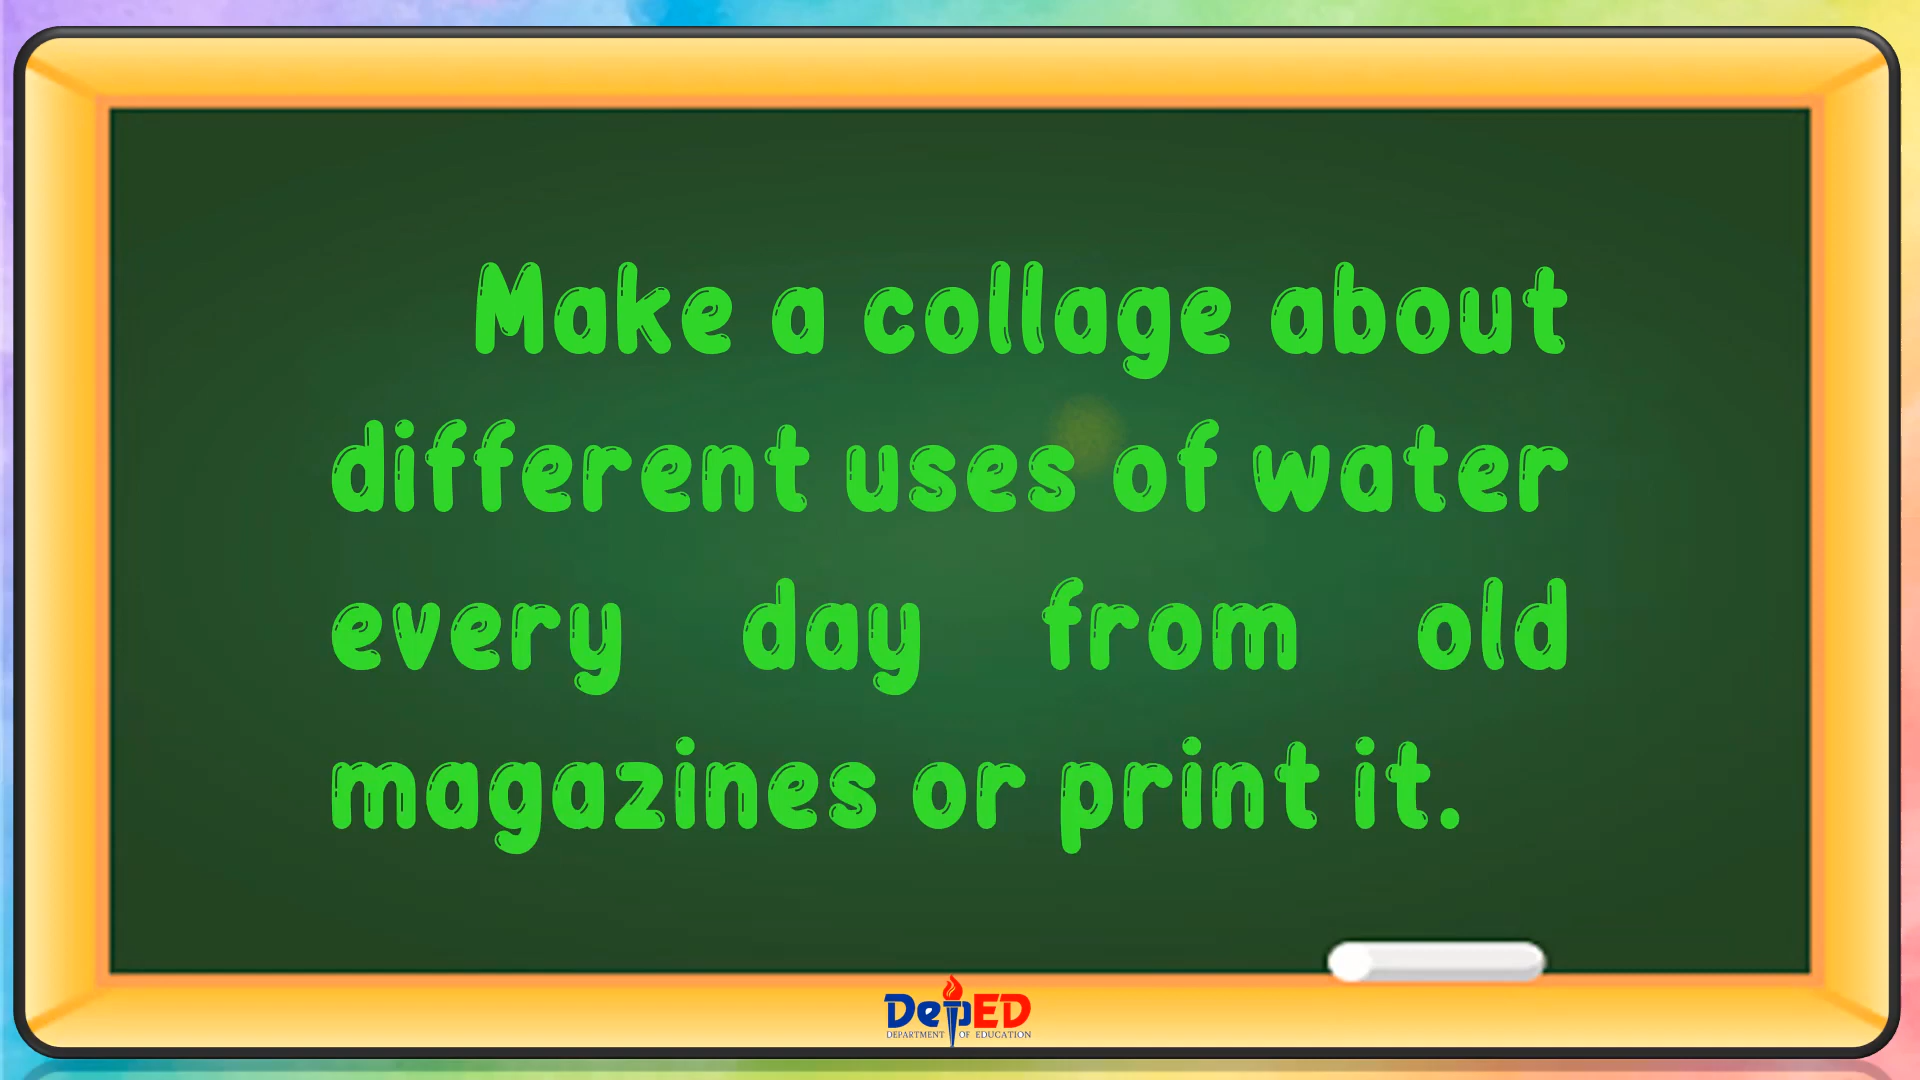 Make a collage about
different uses of water
every day from old
magazines or print it.
DepED
DEPARTMENT OF EDUCATION